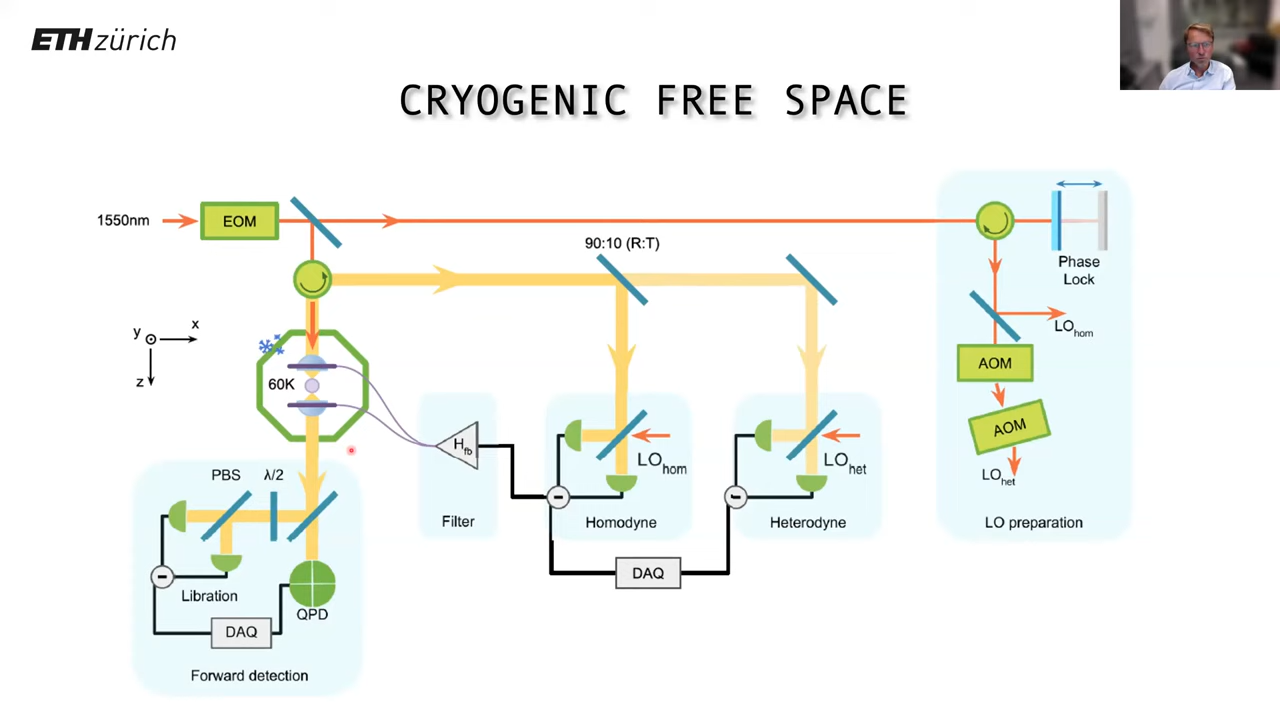 ETH zürich
CRYOGENIC FREE SPACE
1550nm
EOM
90:10 (R:T)
Phase
Lock
LOhom
AOM
AOM
LOhet
LO preparation
y
x
z
60K
Hfb
Filter
LOhom
Homodyne
LOhet
Heterodyne
DAQ
PBS
λ/2
Libration
QPD
DAQ
Forward detection